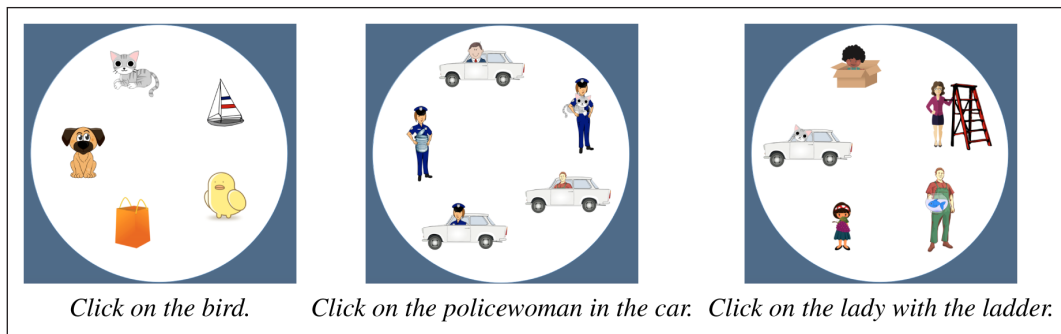 Click on the bird.
Click on the policewoman in the car.
Click on the lady with the ladder.